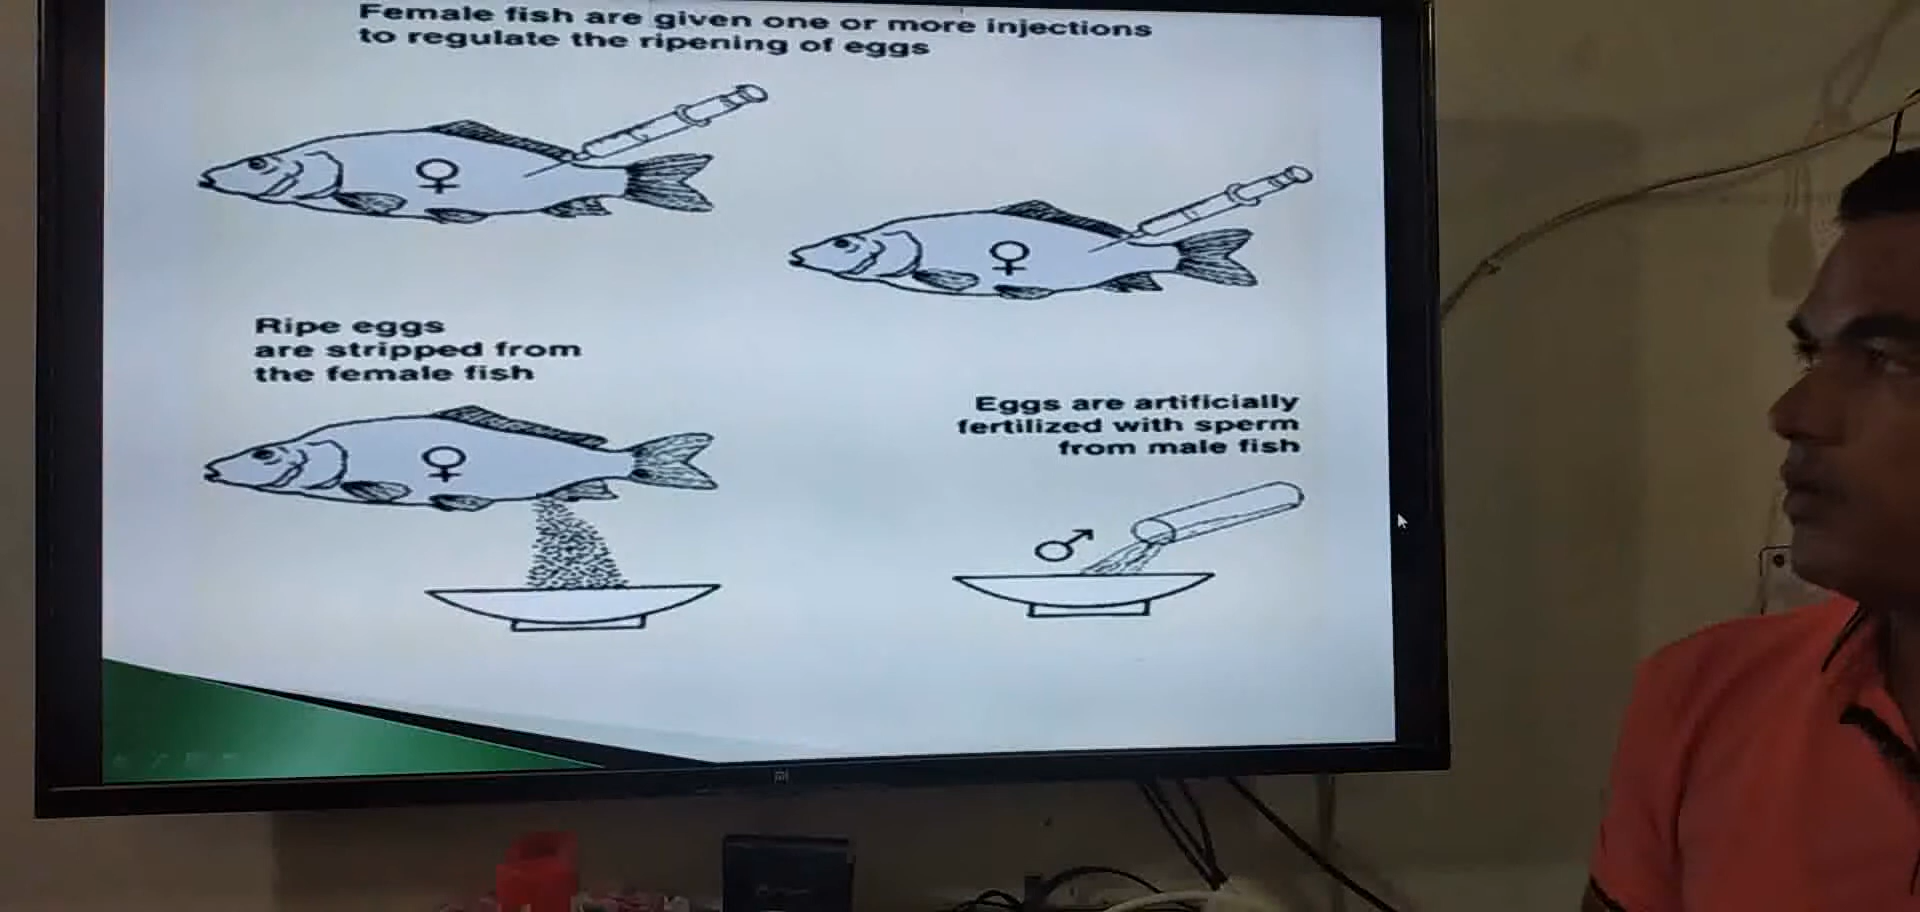 Female fish are given one or more injections
to regulate the ripening of eggs
Ripe eggs
are stripped from
the female fish
Eggs are artificially
fertilized with sperm
from male fish
mi